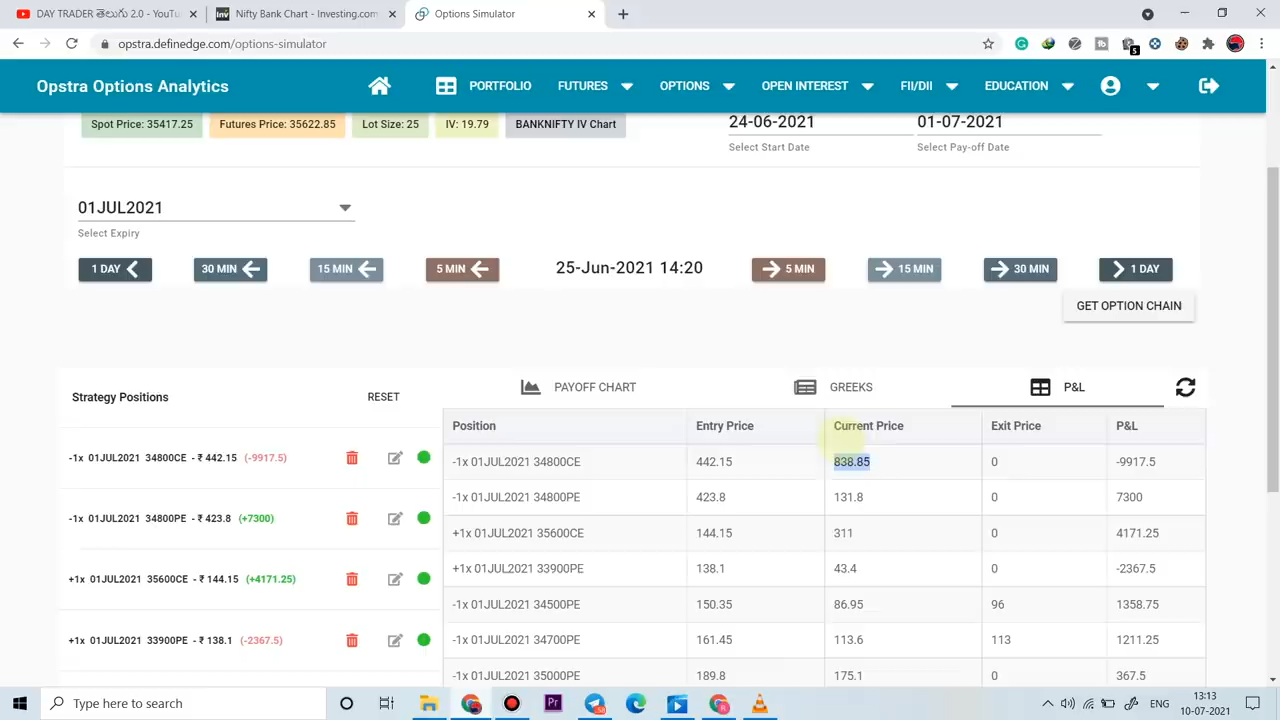 DAY TRADER తెలుగు 2.0 - YouT
Nifty Bank Chart - Investing.com
Options Simulator
opstra.definedge.com/options-simulator
5
Opstra Options Analytics
PORTFOLIO
FUTURES
OPTIONS
OPEN INTEREST
FII/DII
EDUCATION
Spot Price: 35417.25
Futures Price: 35622.85
Lot Size: 25
IV: 19.79
BANKNIFTY IV Chart
24-06-2021
01-07-2021
Select Start Date
Select Pay-off Date
01JUL2021
Select Expiry
1 DAY
30 MIN
15 MIN
5 MIN
25-Jun-2021 14:20
5 MIN
15 MIN
30 MIN
1 DAY
GET OPTION CHAIN
Strategy Positions
RESET
PAYOFF CHART
GREEKS
P&L
-1x 01JUL2021 34800CE - ₹ 442.15 (-9917.5)
-1x 01JUL2021 34800PE - ₹ 423.8 (+7300)
+1x 01JUL2021 35600CE - ₹ 144.15 (+4171.25)
+1x 01JUL2021 33900PE - ₹ 138.1 (-2367.5)
Position Entry Price Current Price Exit Price P&L
-1x 01JUL2021 34800CE 442.15 838.85 0 -9917.5
-1x 01JUL2021 34800PE 423.8 131.8 0 7300
+1x 01JUL2021 35600CE 144.15 311 0 4171.25
+1x 01JUL2021 33900PE 138.1 43.4 0 -2367.5
-1x 01JUL2021 34500PE 150.35 86.95 96 1358.75
-1x 01JUL2021 34700PE 161.45 113.6 113 1211.25
-1x 01JUL2021 35000PE 189.8 175.1 0 367.5
Type here to search
Pr
ENG
13:13
10-07-2021